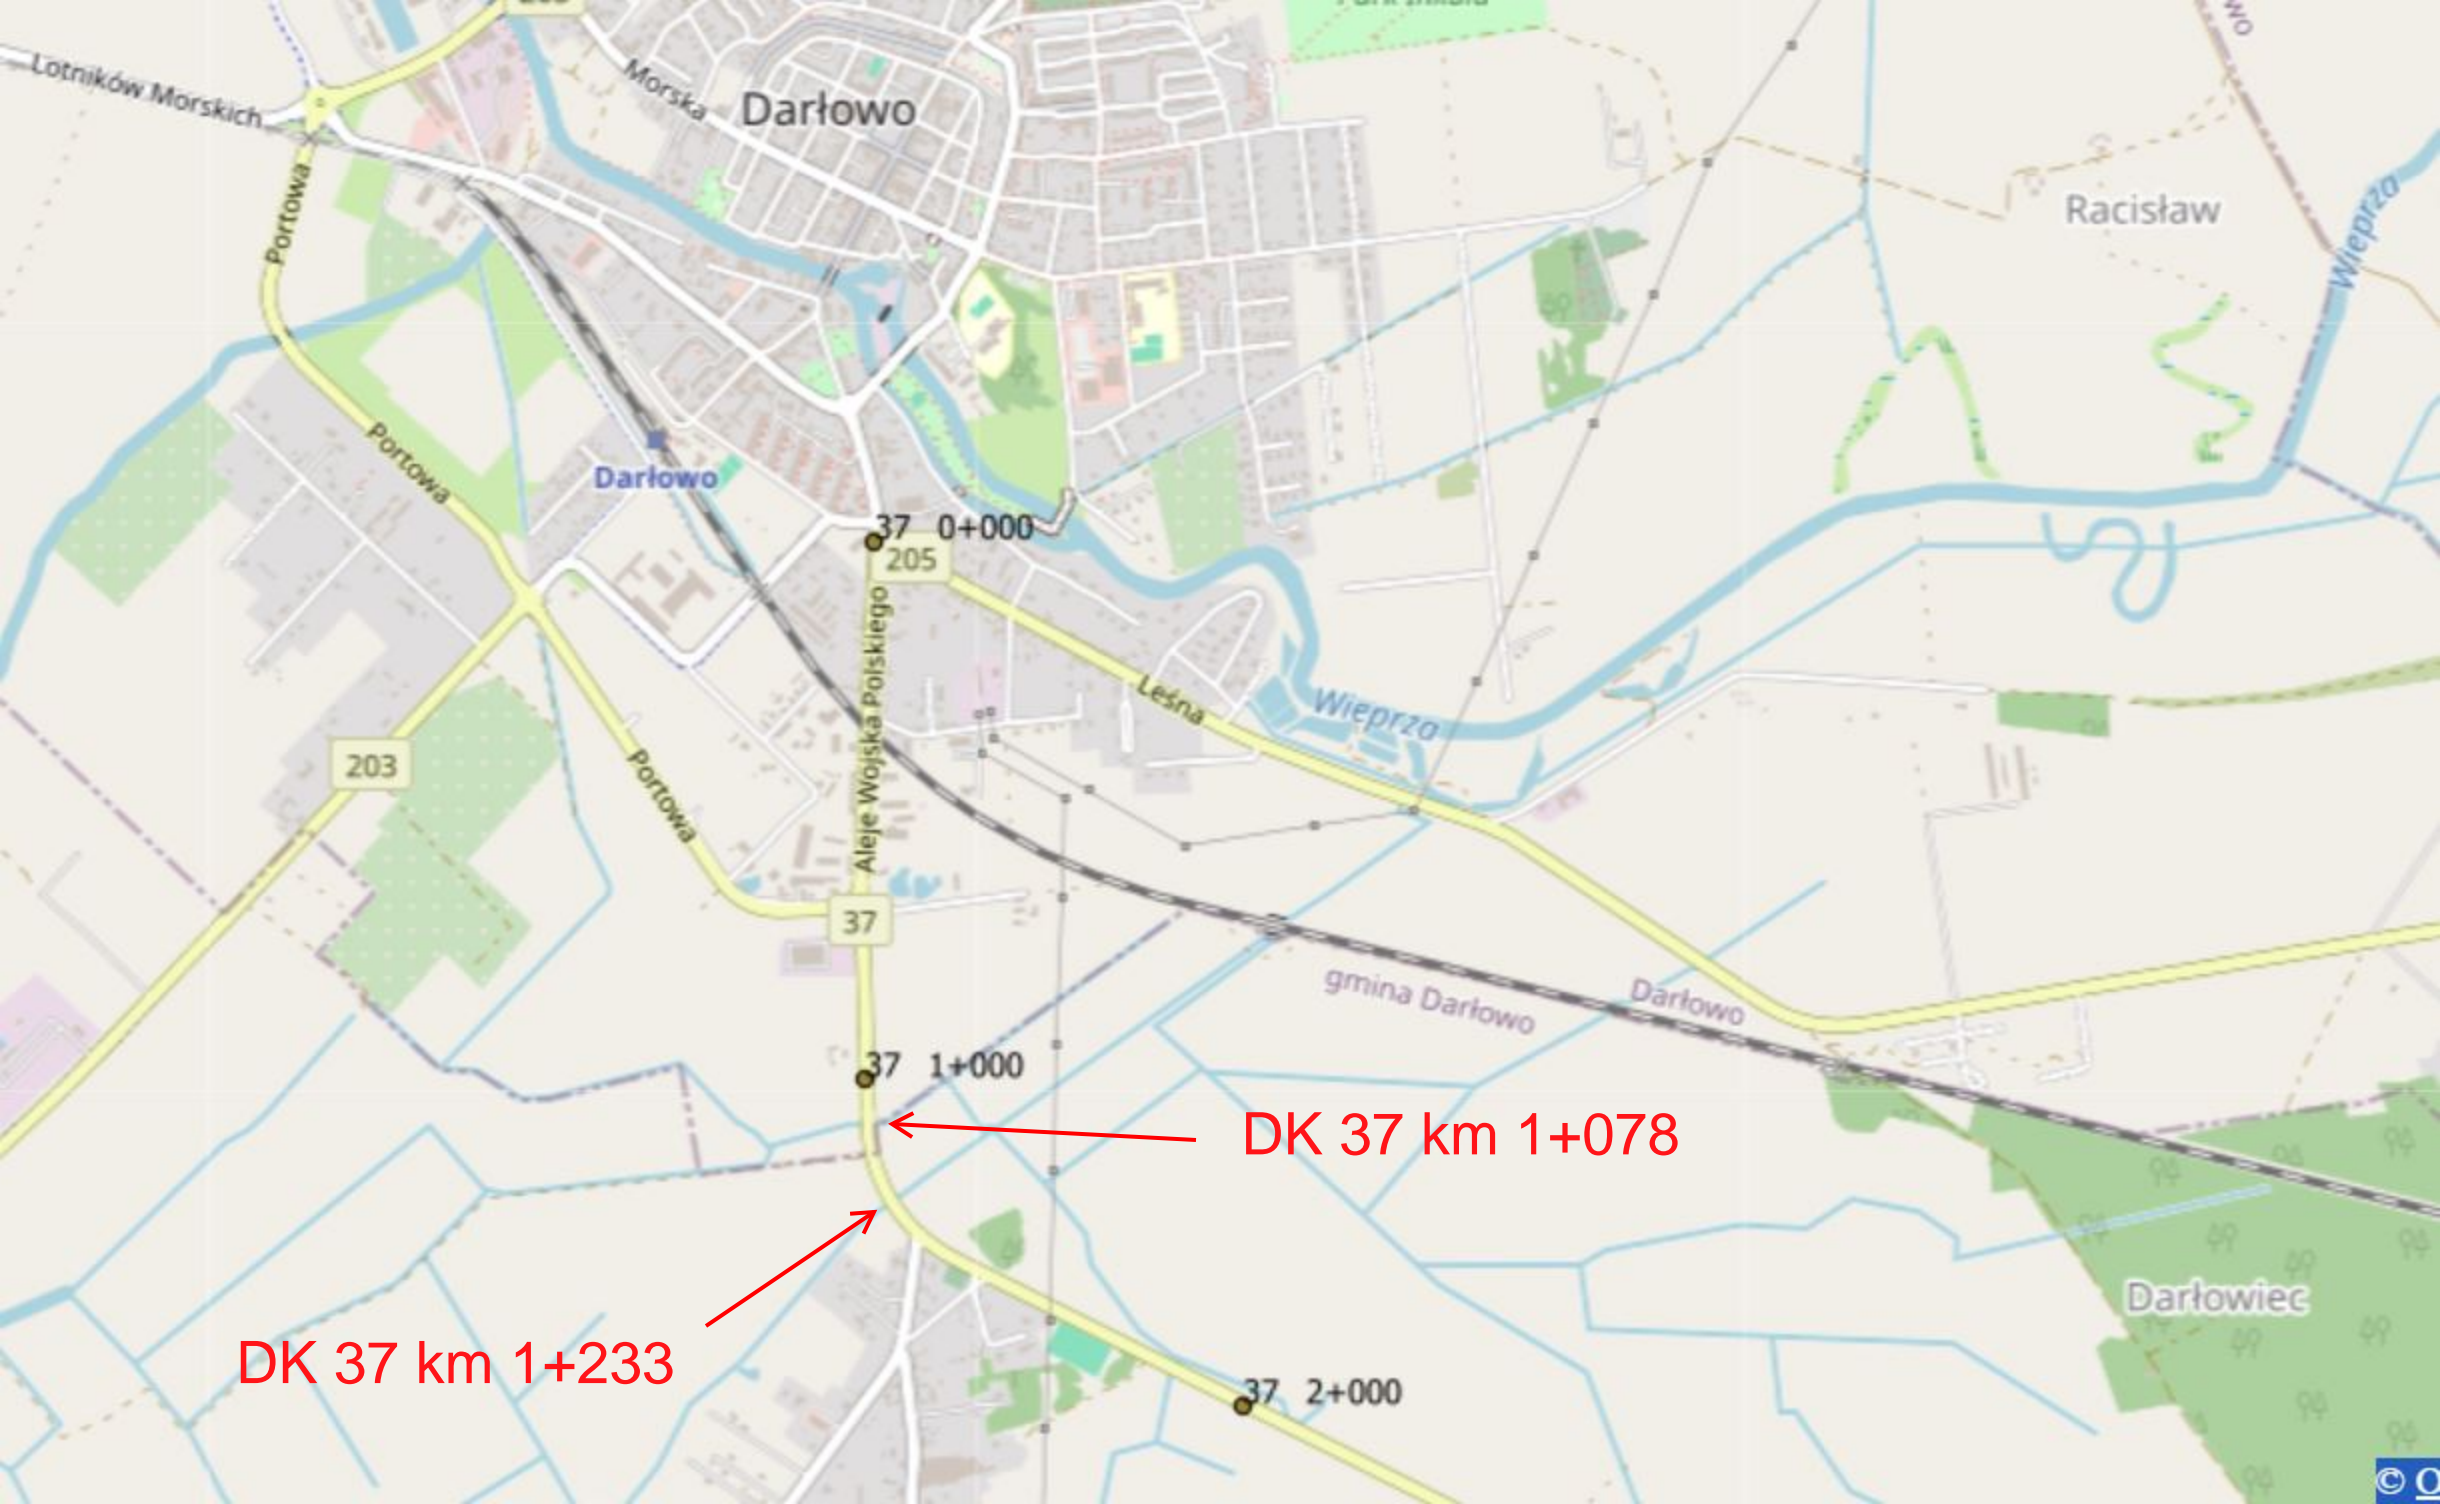 Lotników Morskich
Morska
Darłowo
Racisław
Wieprza
Portowa
Portowa
Darłowo
37 0+000
205
Aleje Wojska Polskiego
Leśna
Wieprza
203
Portowa
37
gmina Darłowo
Darłowo
37 1+000
DK 37 km 1+078
DK 37 km 1+233
Darłowiec
37 2+000
©